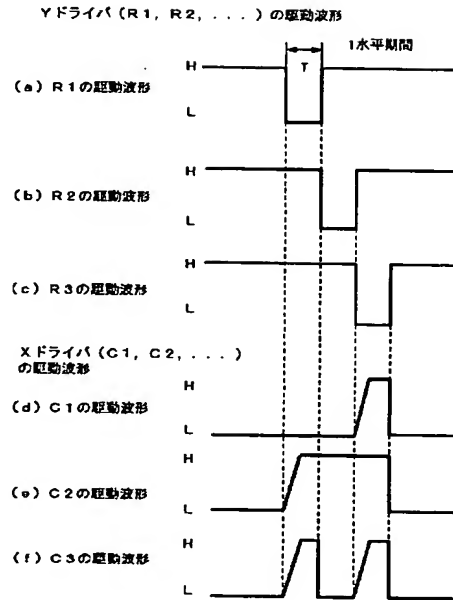 Yドライバ（R1, R2, ....）の駆動波形
1水平期間
H
T
(a) R1の駆動波形
L
H
(b) R2の駆動波形
L
H
(c) R3の駆動波形
L
Xドライバ（C1, C2, ....）
の駆動波形
H
(d) C1の駆動波形
L
H
(e) C2の駆動波形
L
H
(f) C3の駆動波形
L